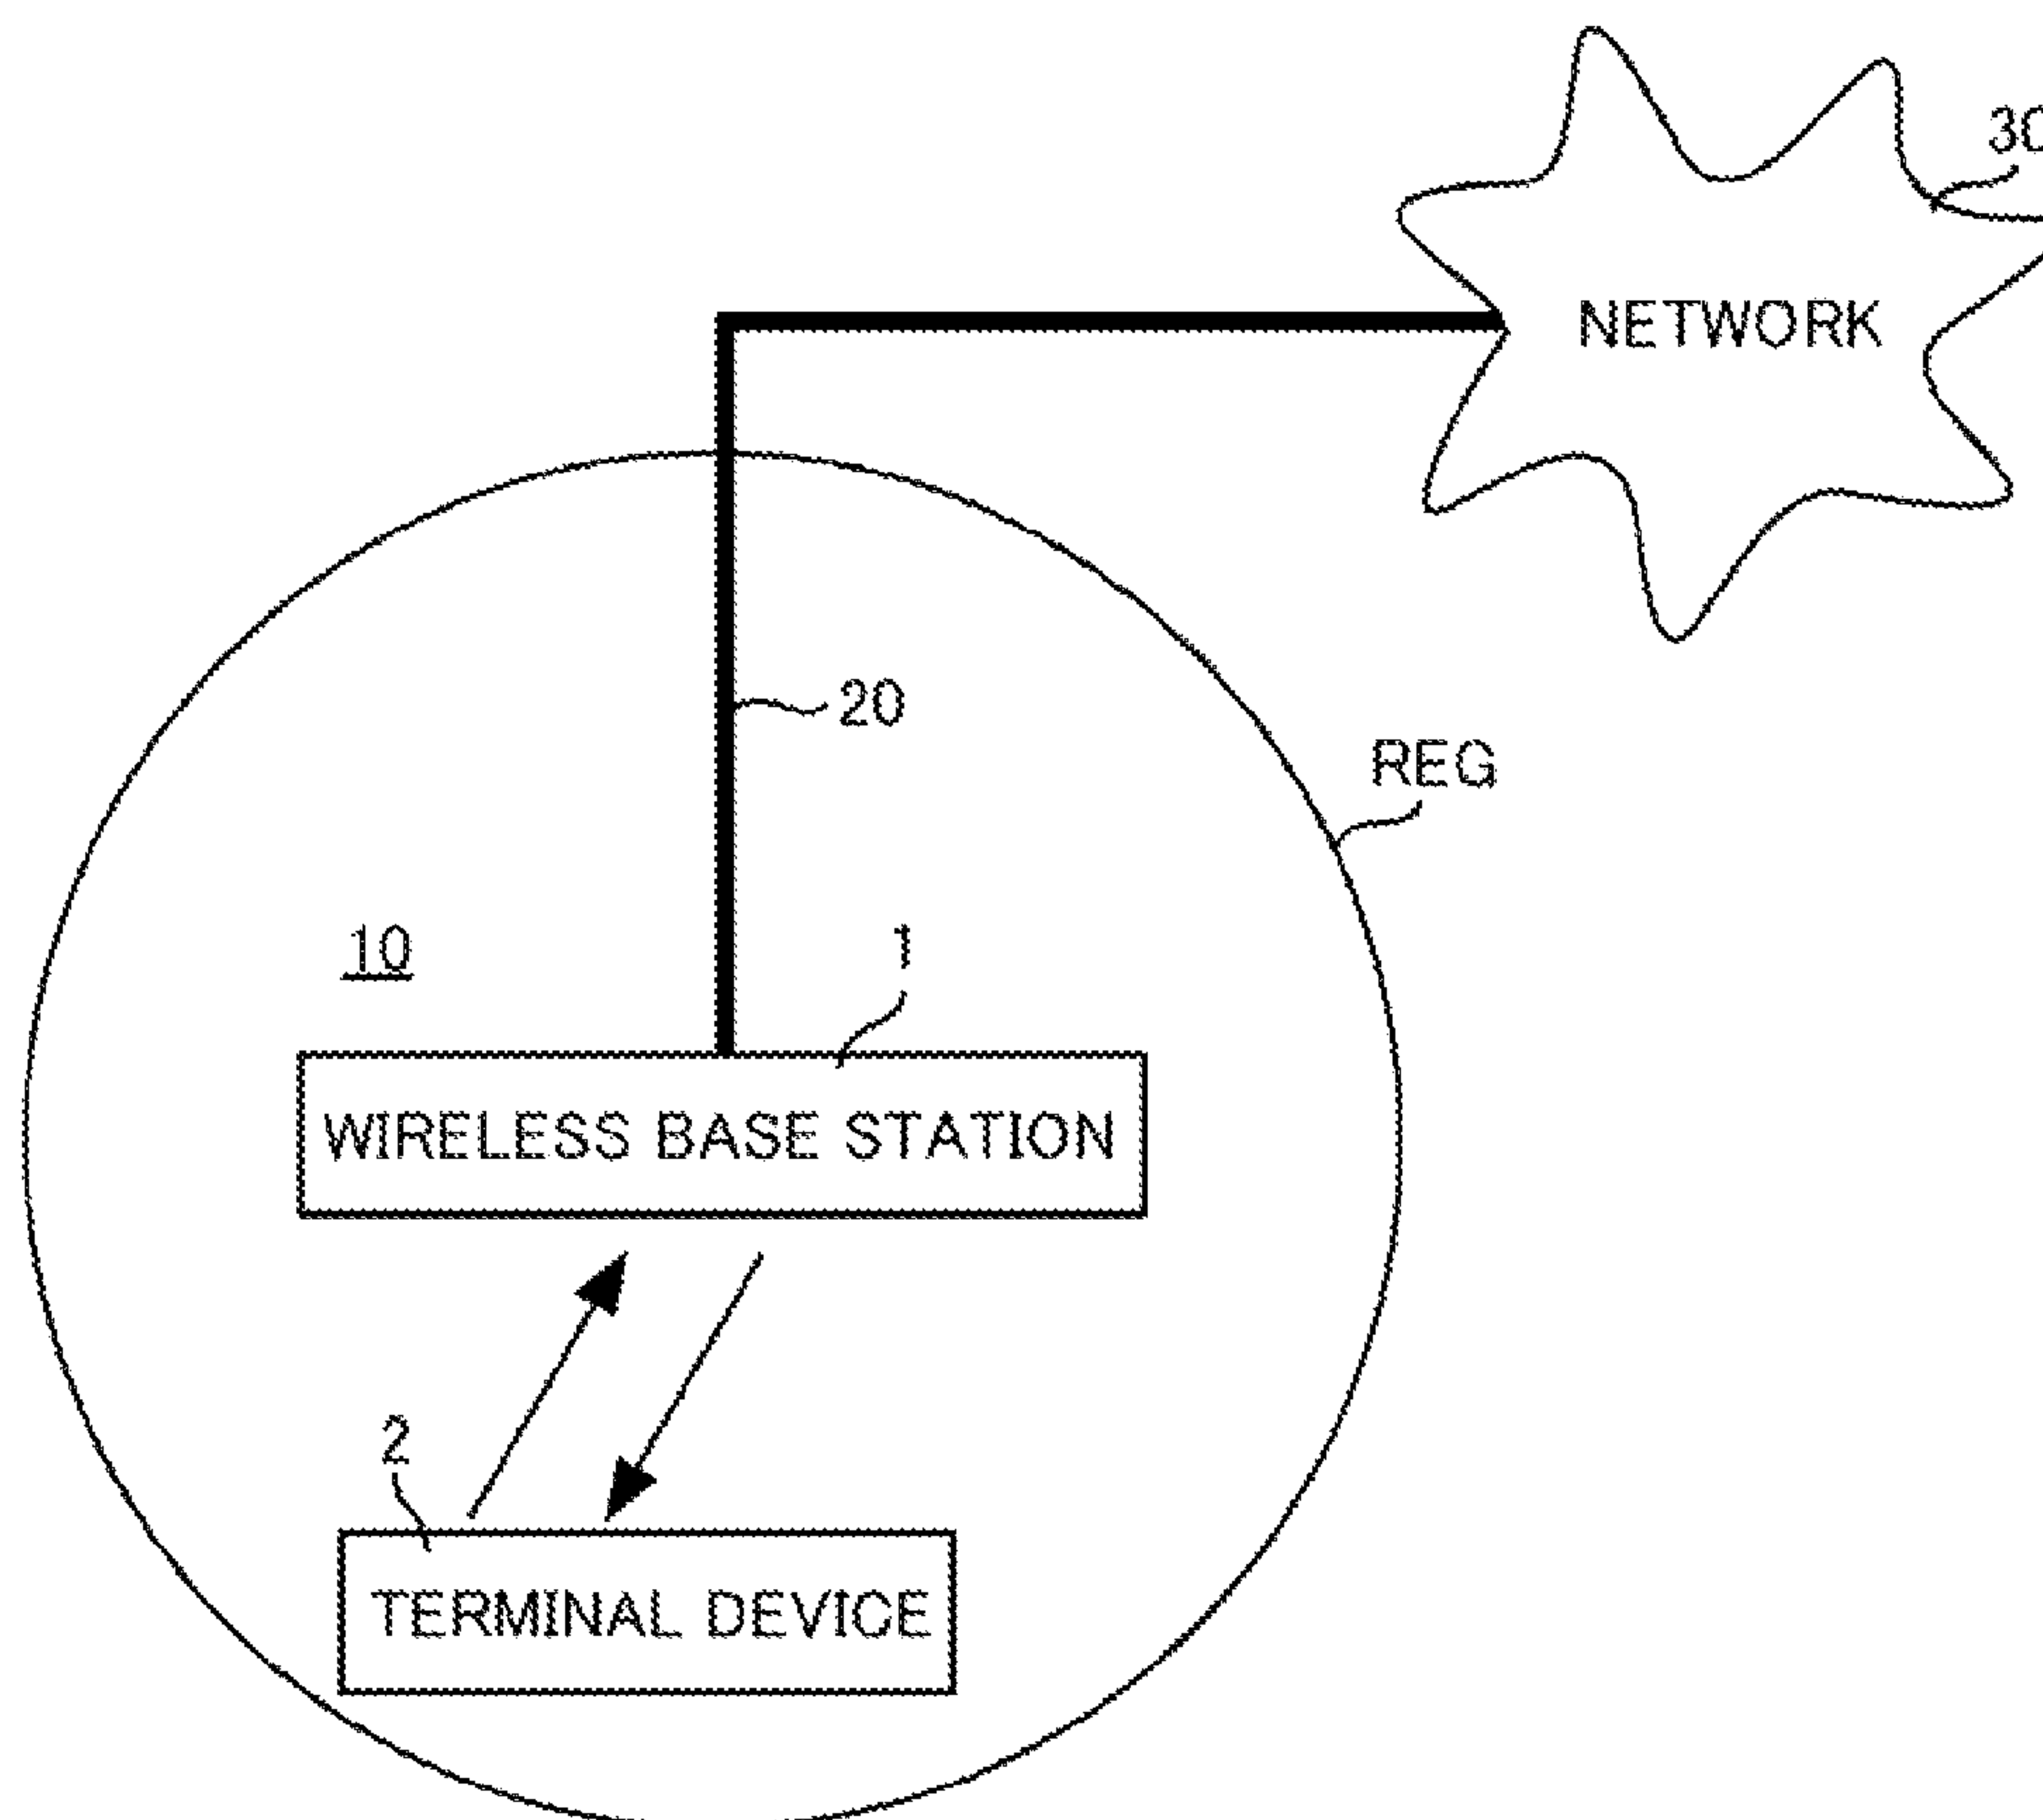 30
NETWORK
20
REG
10
1
WIRELESS BASE STATION
2
TERMINAL DEVICE